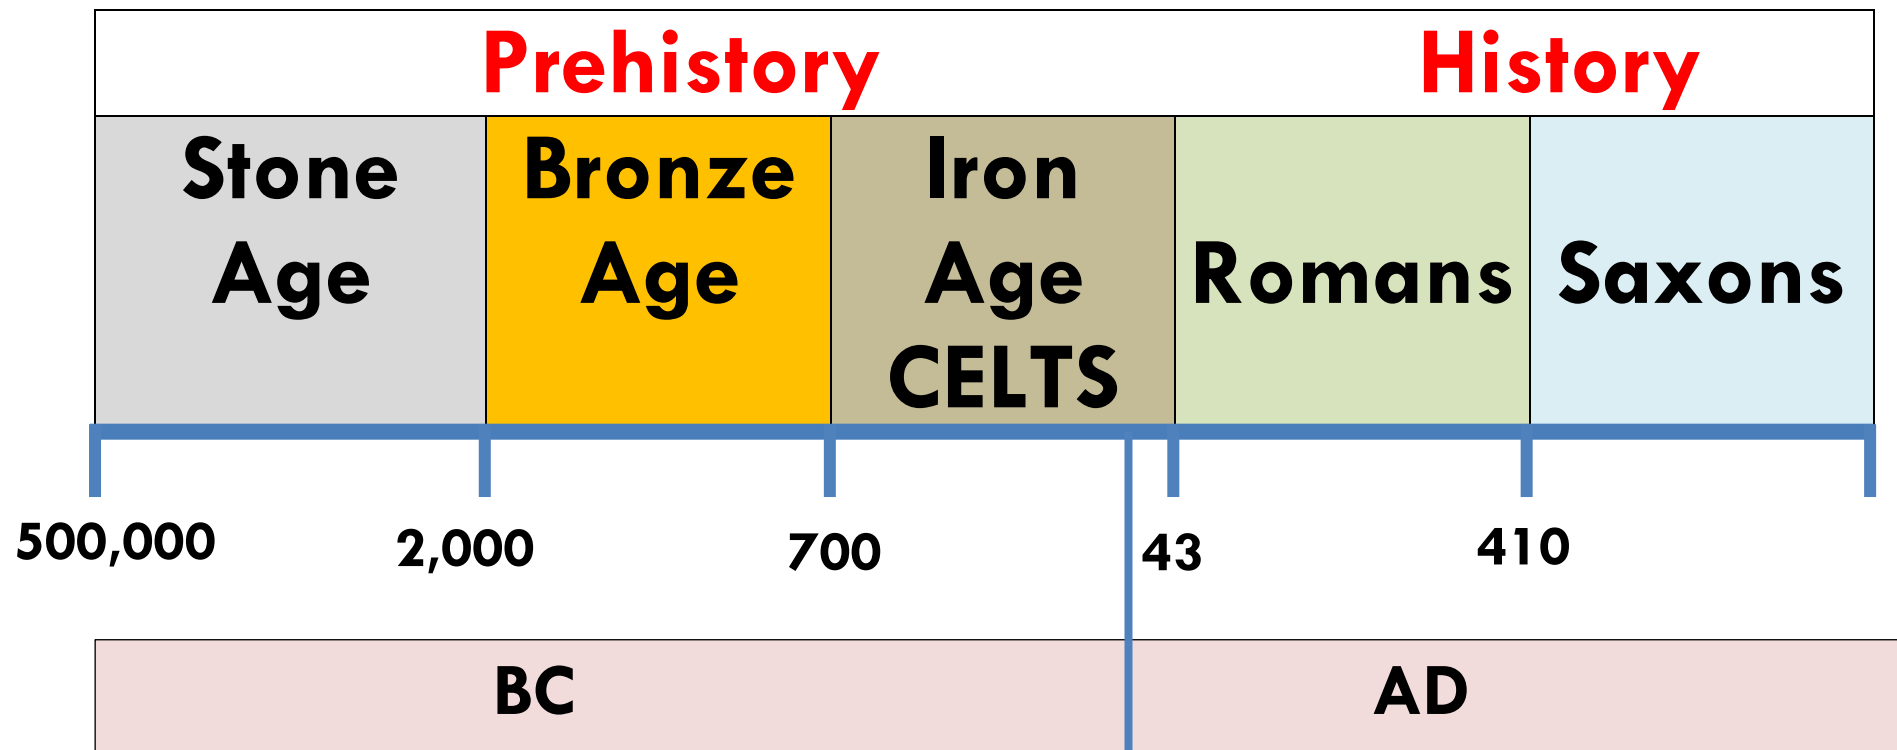 Prehistory History
Stone Age
Bronze Age
Iron Age CELTS
Romans
Saxons
500,000 2,000 700 43 410
BC AD